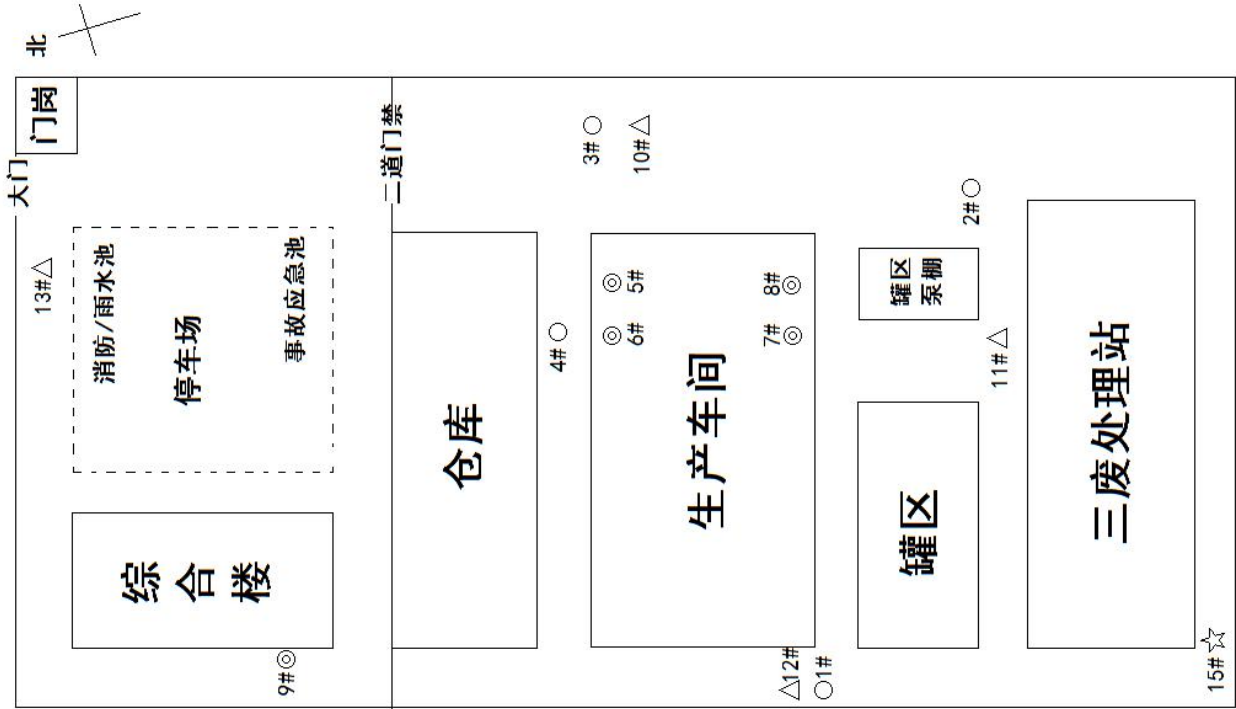 北
门岗
大门
二道门禁
13#
消防/雨水池
停车场
事故应急池
综合楼
9#
仓库
4#
3#
10#
5#
6#
8#
7#
生产车间
12#
1#
2#
罐区
泵棚
罐区
11#
三废处理站
15#